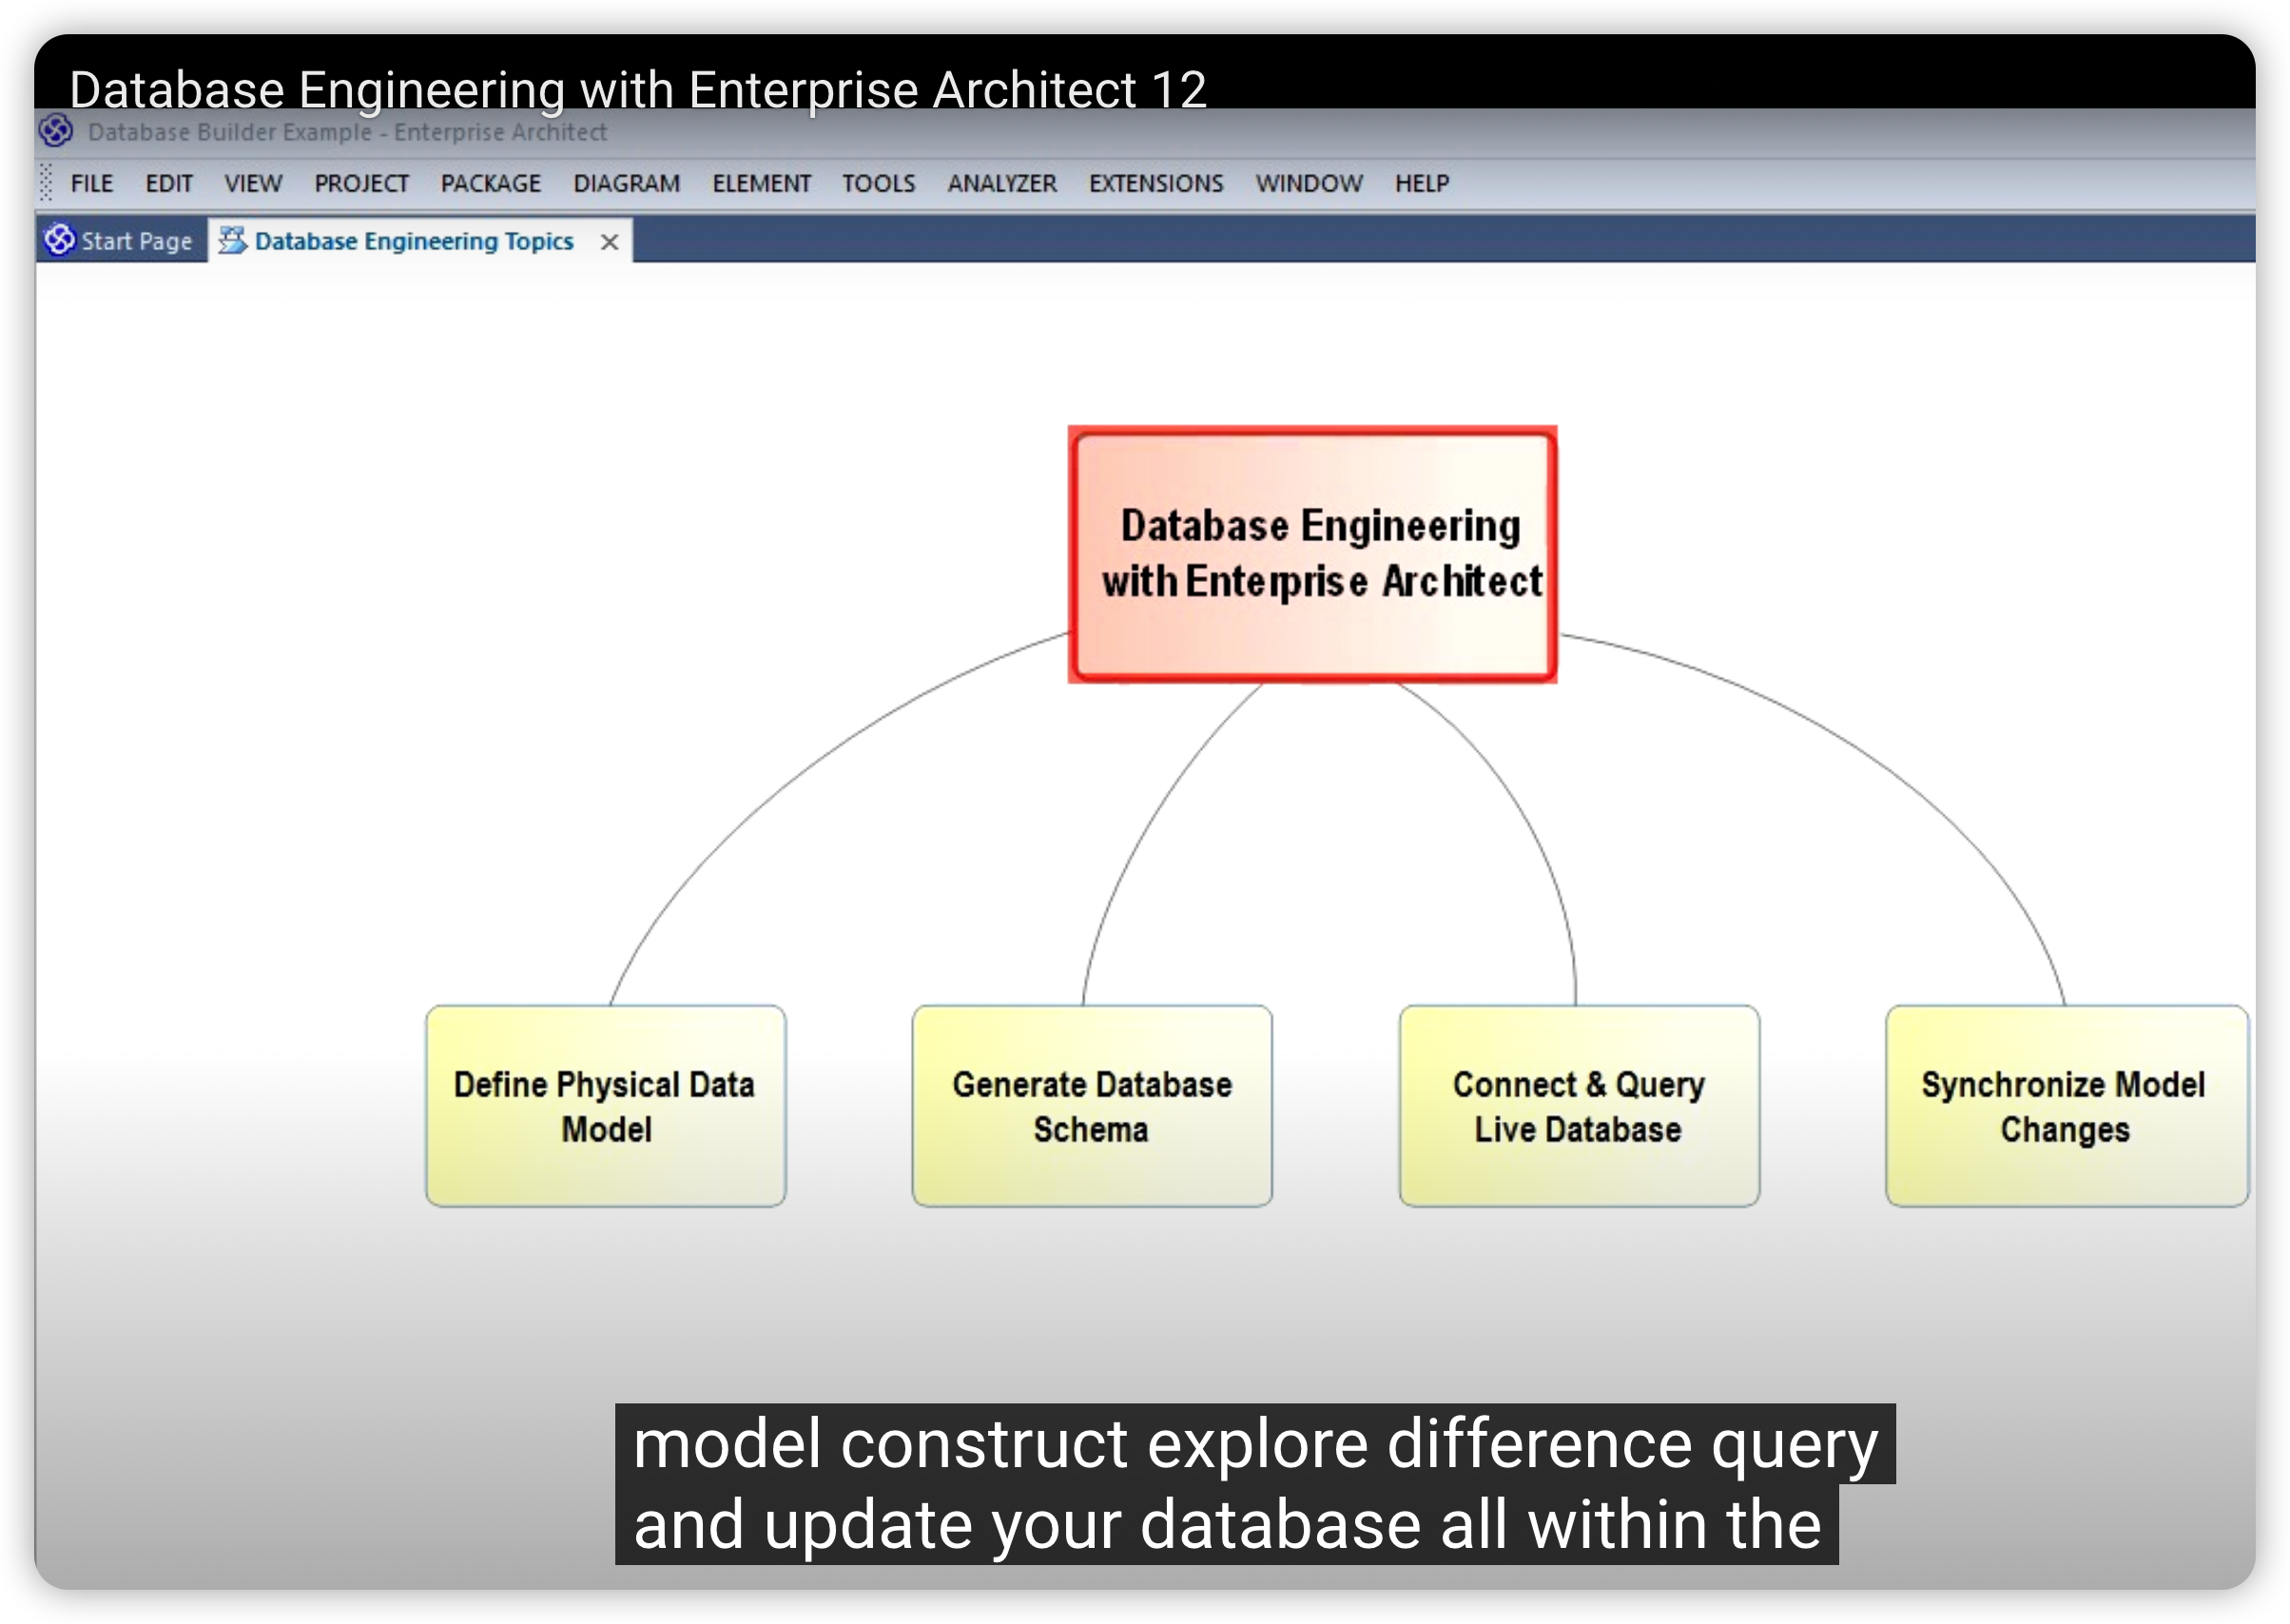 Database Engineering with Enterprise Architect 12
Database Builder Example - Enterprise Architect
FILE EDIT VIEW PROJECT PACKAGE DIAGRAM ELEMENT TOOLS ANALYZER EXTENSIONS WINDOW HELP
Start Page Database Engineering Topics
Database Engineering
with Enterprise Architect
Define Physical Data
Model
Generate Database
Schema
Connect & Query
Live Database
Synchronize Model
Changes
model construct explore difference query
and update your database all within the